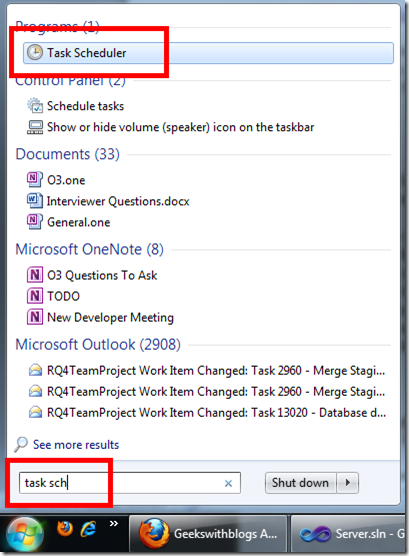 Programs (1)
Task Scheduler
Control Panel (2)
Schedule tasks
Show or hide volume (speaker) icon on the taskbar
Documents (33)
O3.one
Interviewer Questions.docx
General.one
Microsoft OneNote (8)
O3 Questions To Ask
TODO
New Developer Meeting
Microsoft Outlook (2908)
RQ4TeamProject Work Item Changed: Task 2960 - Merge Stagi...
RQ4TeamProject Work Item Changed: Task 2960 - Merge Stagi...
RQ4TeamProject Work Item Changed: Task 13020 - Database d...
See more results
task sch
Shut down
Geekswithblogs A...
Server.sln - G